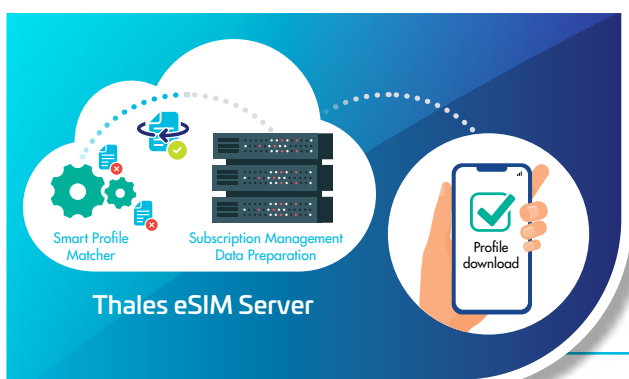 Smart Profile
Matcher
Subscription Management
Data Preparation
Profile
download
Thales eSIM Server